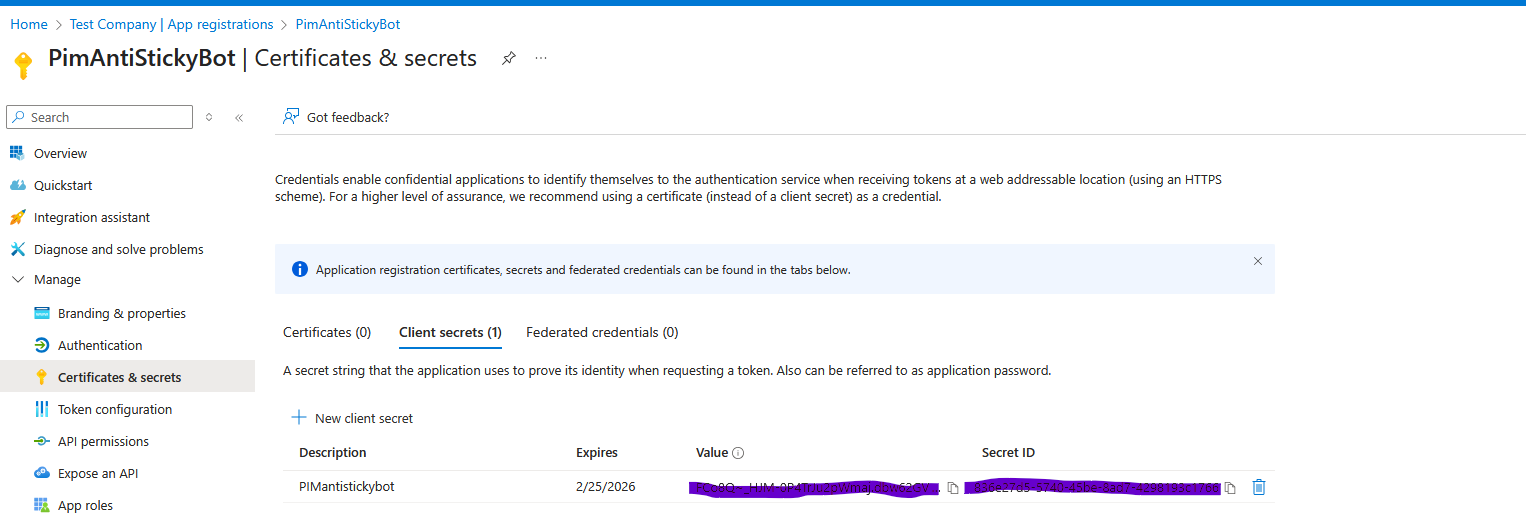 Home > Test Company | App registrations > PimAntiStickyBot
PimAntiStickyBot | Certificates & secrets
Search
Got feedback?
Overview
Quickstart
Integration assistant
Diagnose and solve problems
Manage
Branding & properties
Authentication
Certificates & secrets
Token configuration
API permissions
Expose an API
App roles
Credentials enable confidential applications to identify themselves to the authentication service when receiving tokens at a web addressable location (using an HTTPS
scheme). For a higher level of assurance, we recommend using a certificate (instead of a client secret) as a credential.
Application registration certificates, secrets and federated credentials can be found in the tabs below.
Certificates (0) Client secrets (1) Federated credentials (0)
A secret string that the application uses to prove its identity when requesting a token. Also can be referred to as application password.
New client secret
Description Expires Value Secret ID
PIMantistickybot 2/25/2026